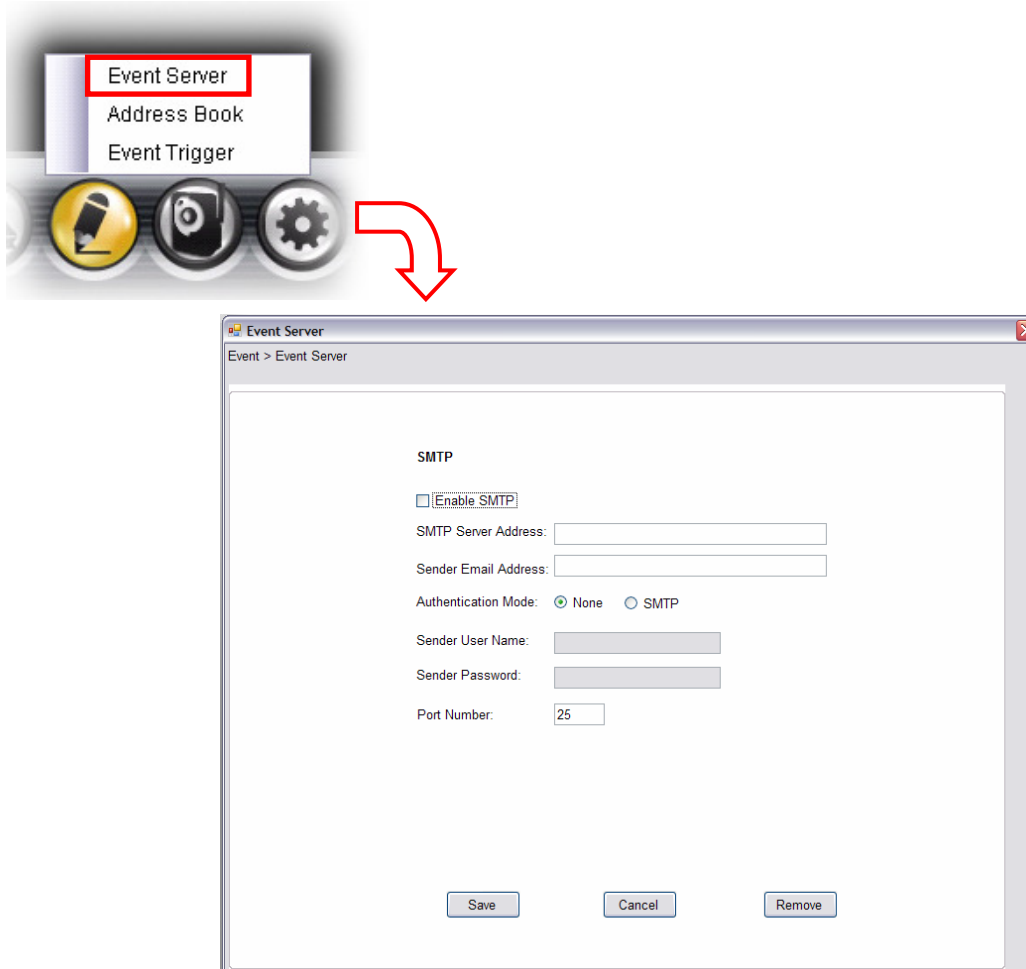 Event Server
Address Book
Event Trigger
Event Server
Event > Event Server
SMTP
Enable SMTP
SMTP Server Address:
Sender Email Address:
Authentication Mode: None SMTP
Sender User Name:
Sender Password:
Port Number: 25
Save Cancel Remove